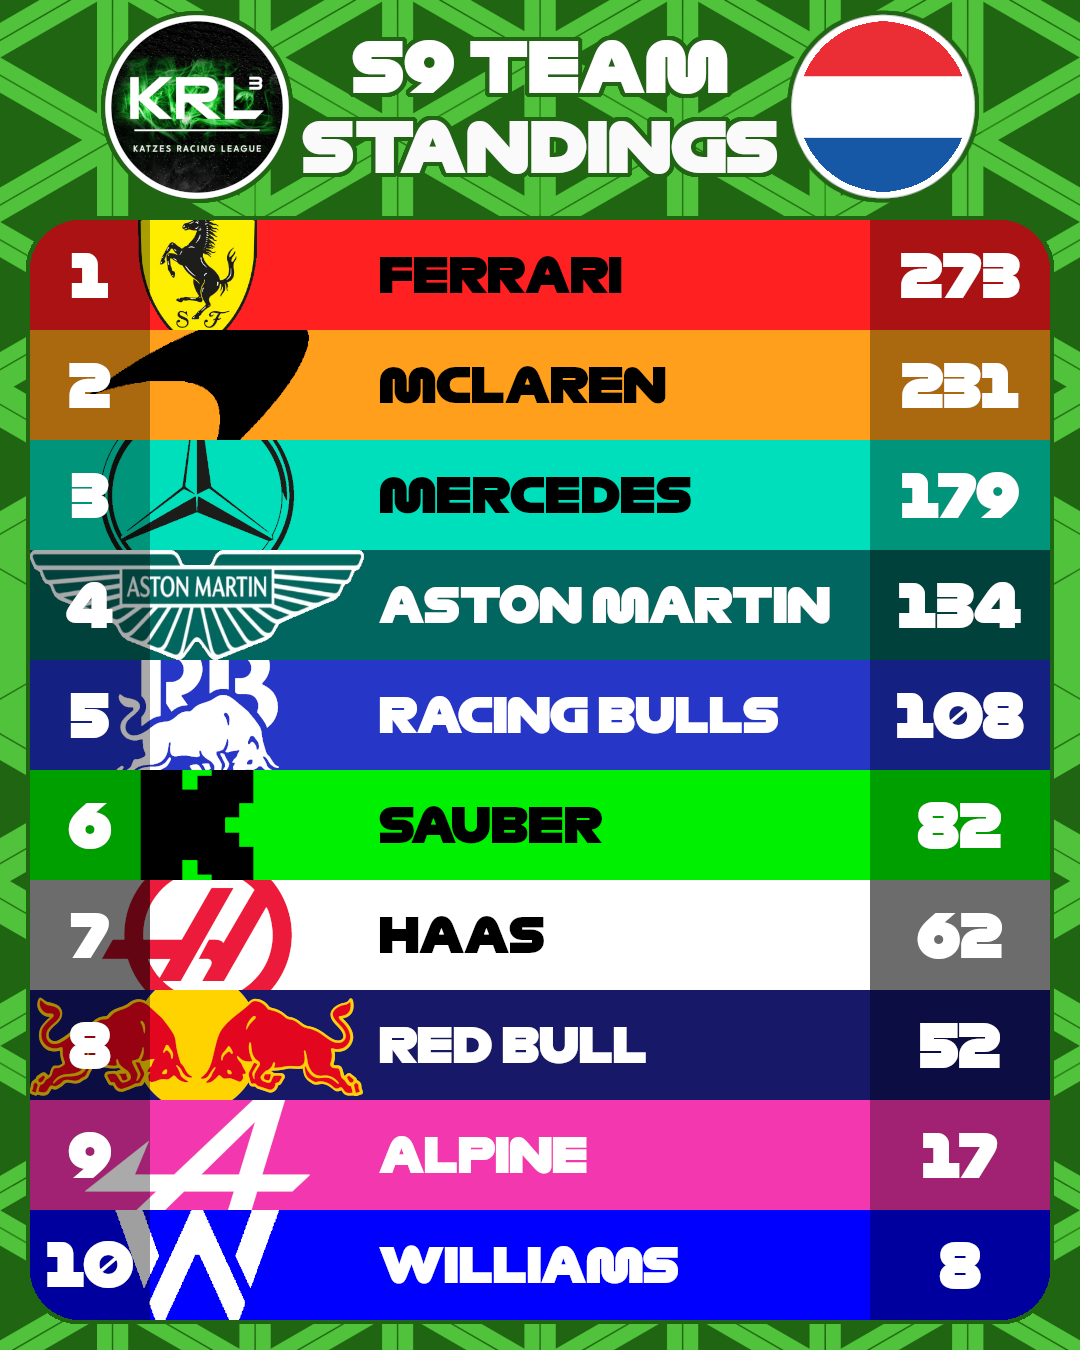 KRL3
KATZES RACING LEAGUE
S9 TEAM
STANDINGS
1 S F FERRARI 273
2 MCLAREN 231
3 MERCEDES 179
4 ASTON MARTIN ASTON MARTIN 134
5 RB RACING BULLS 108
6 SAUBER 82
7 HAAS 62
8 RED BULL 52
9 ALPINE 17
10 WILLIAMS 8